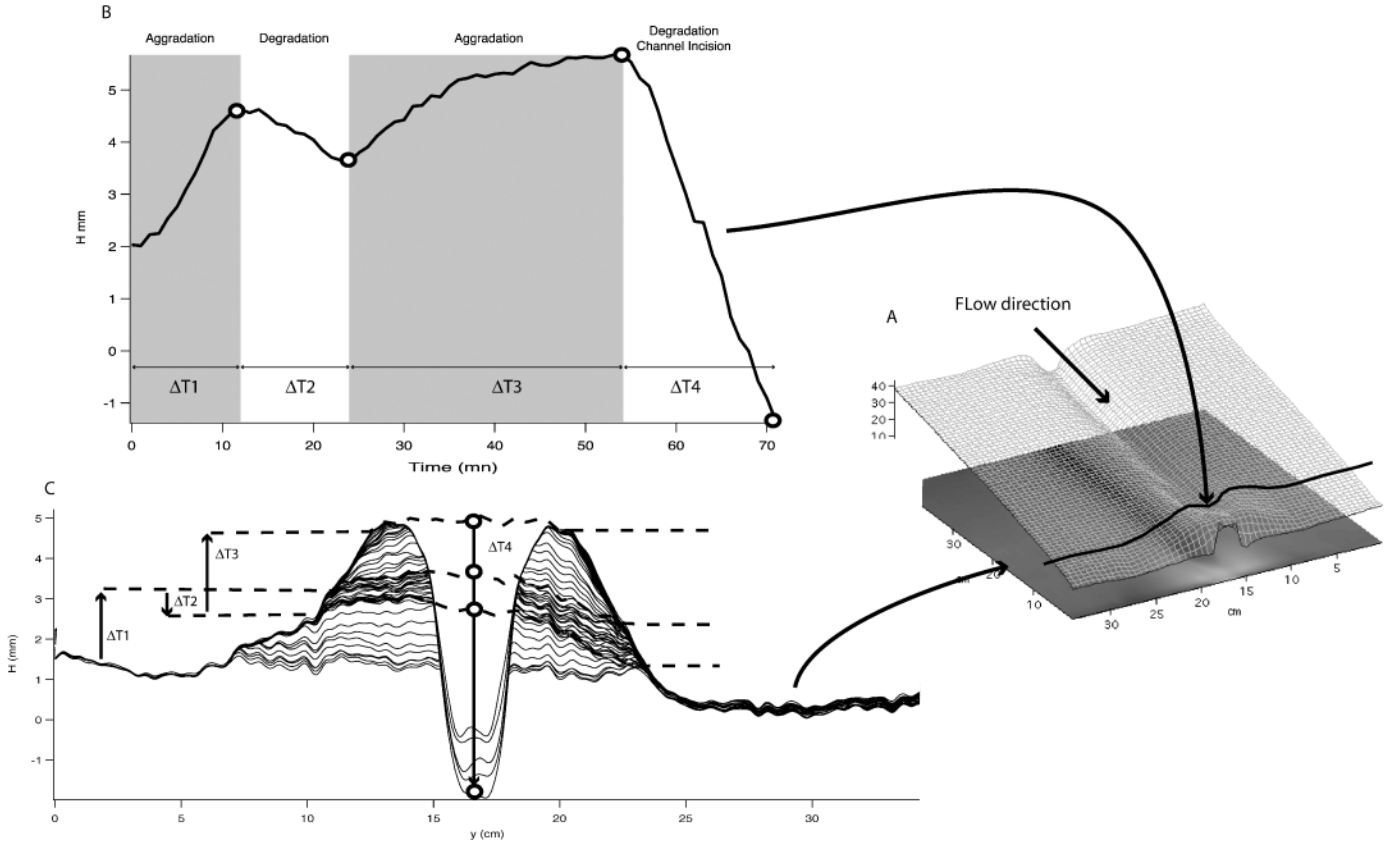 B
Aggradation
Degradation
Aggradation
Degradation
Channel Incision
H mm
5
4
3
2
1
0
-1
ΔT1
ΔT2
ΔT3
ΔT4
0 10 20 30 40 50 60 70
Time (mn)
A
FLow direction
40
30
20
10
30
20
10
30 25 20 15 10 5
cm
C
H (mm)
5
4
3
2
1
0
-1
ΔT1
ΔT2
ΔT3
ΔT4
0 5 10 15 20 25 30
y (cm)